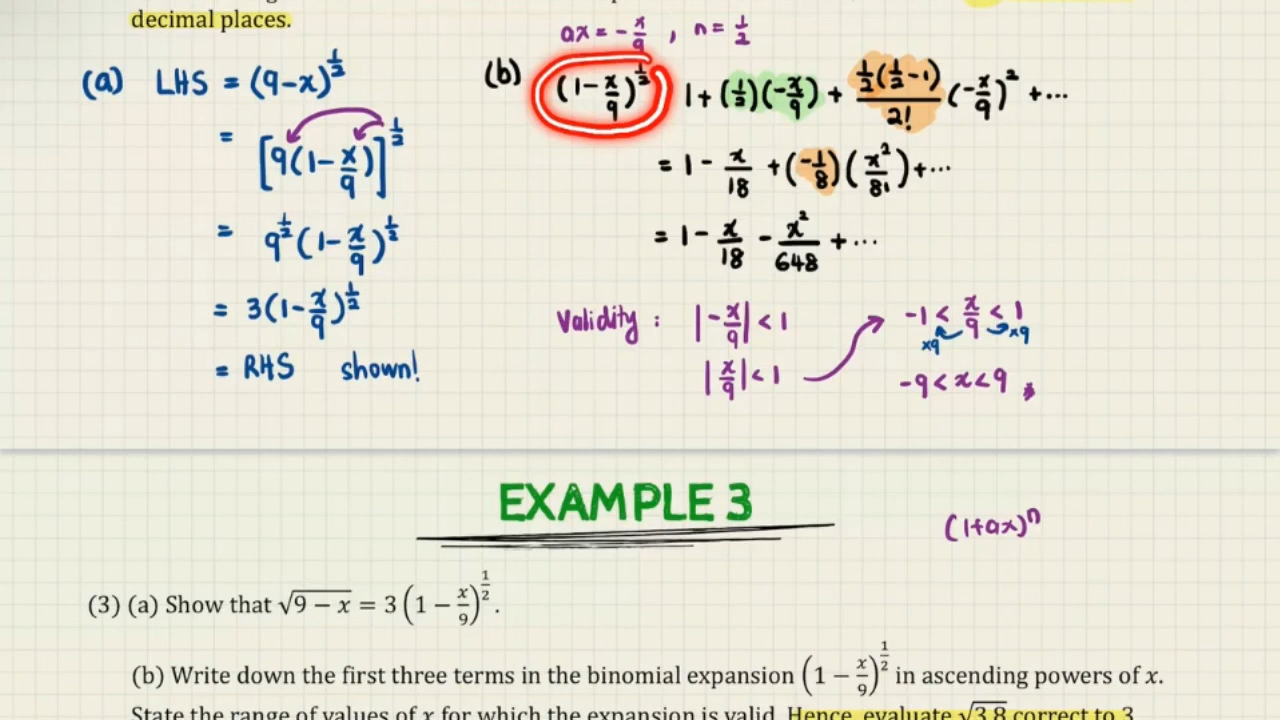 decimal places.
ax = -x/9 , n = 1/2
(a) LHS = (9-x)^(1/2)
= [9(1-x/9)]^(1/2)
= 9^(1/2) (1-x/9)^(1/2)
= 3(1-x/9)^(1/2)
= RHS shown!
(b) (1-x/9)^(1/2) 1 + (1/2)(-x/9) + (1/2(1/2-1))/2! (-x/9)^2 + ...
= 1 - x/18 + (-1/8)(x^2/81) + ...
= 1 - x/18 - x^2/648 + ...
Validity : |-x/9| < 1
|x/9| < 1
-1 < x/9 < 1
x9 x9
-9 < x < 9
EXAMPLE 3
(1+ax)^n
(3) (a) Show that √(9 − x) = 3 (1 − x/9)^(1/2).
(b) Write down the first three terms in the binomial expansion (1 − x/9)^(1/2) in ascending powers of x.
State the range of values of x for which the expansion is valid. Hence, evaluate √3.8 correct to 3